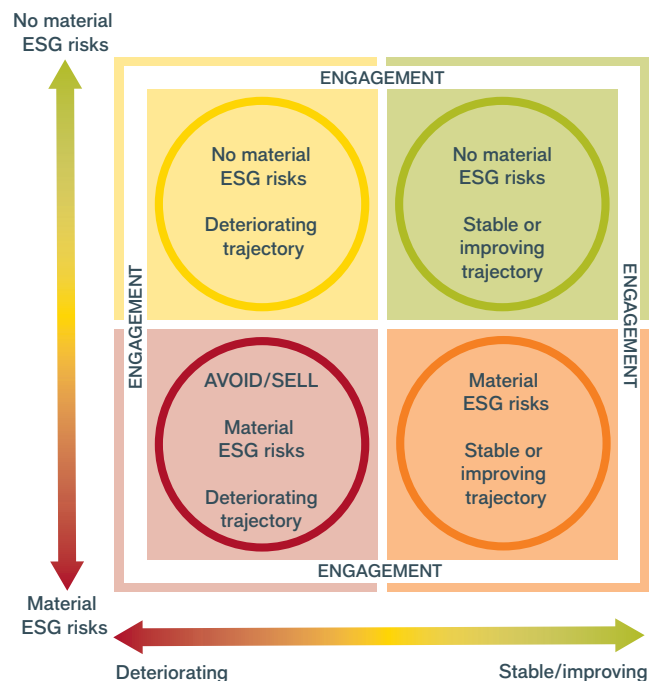 No material
ESG risks
ENGAGEMENT
No material
ESG risks
Deteriorating
trajectory
No material
ESG risks
Stable or
improving
trajectory
ENGAGEMENT
ENGAGEMENT
AVOID/SELL
Material
ESG risks
Deteriorating
trajectory
Material
ESG risks
Stable or
improving
trajectory
ENGAGEMENT
Material
ESG risks
Deteriorating
Stable/improving